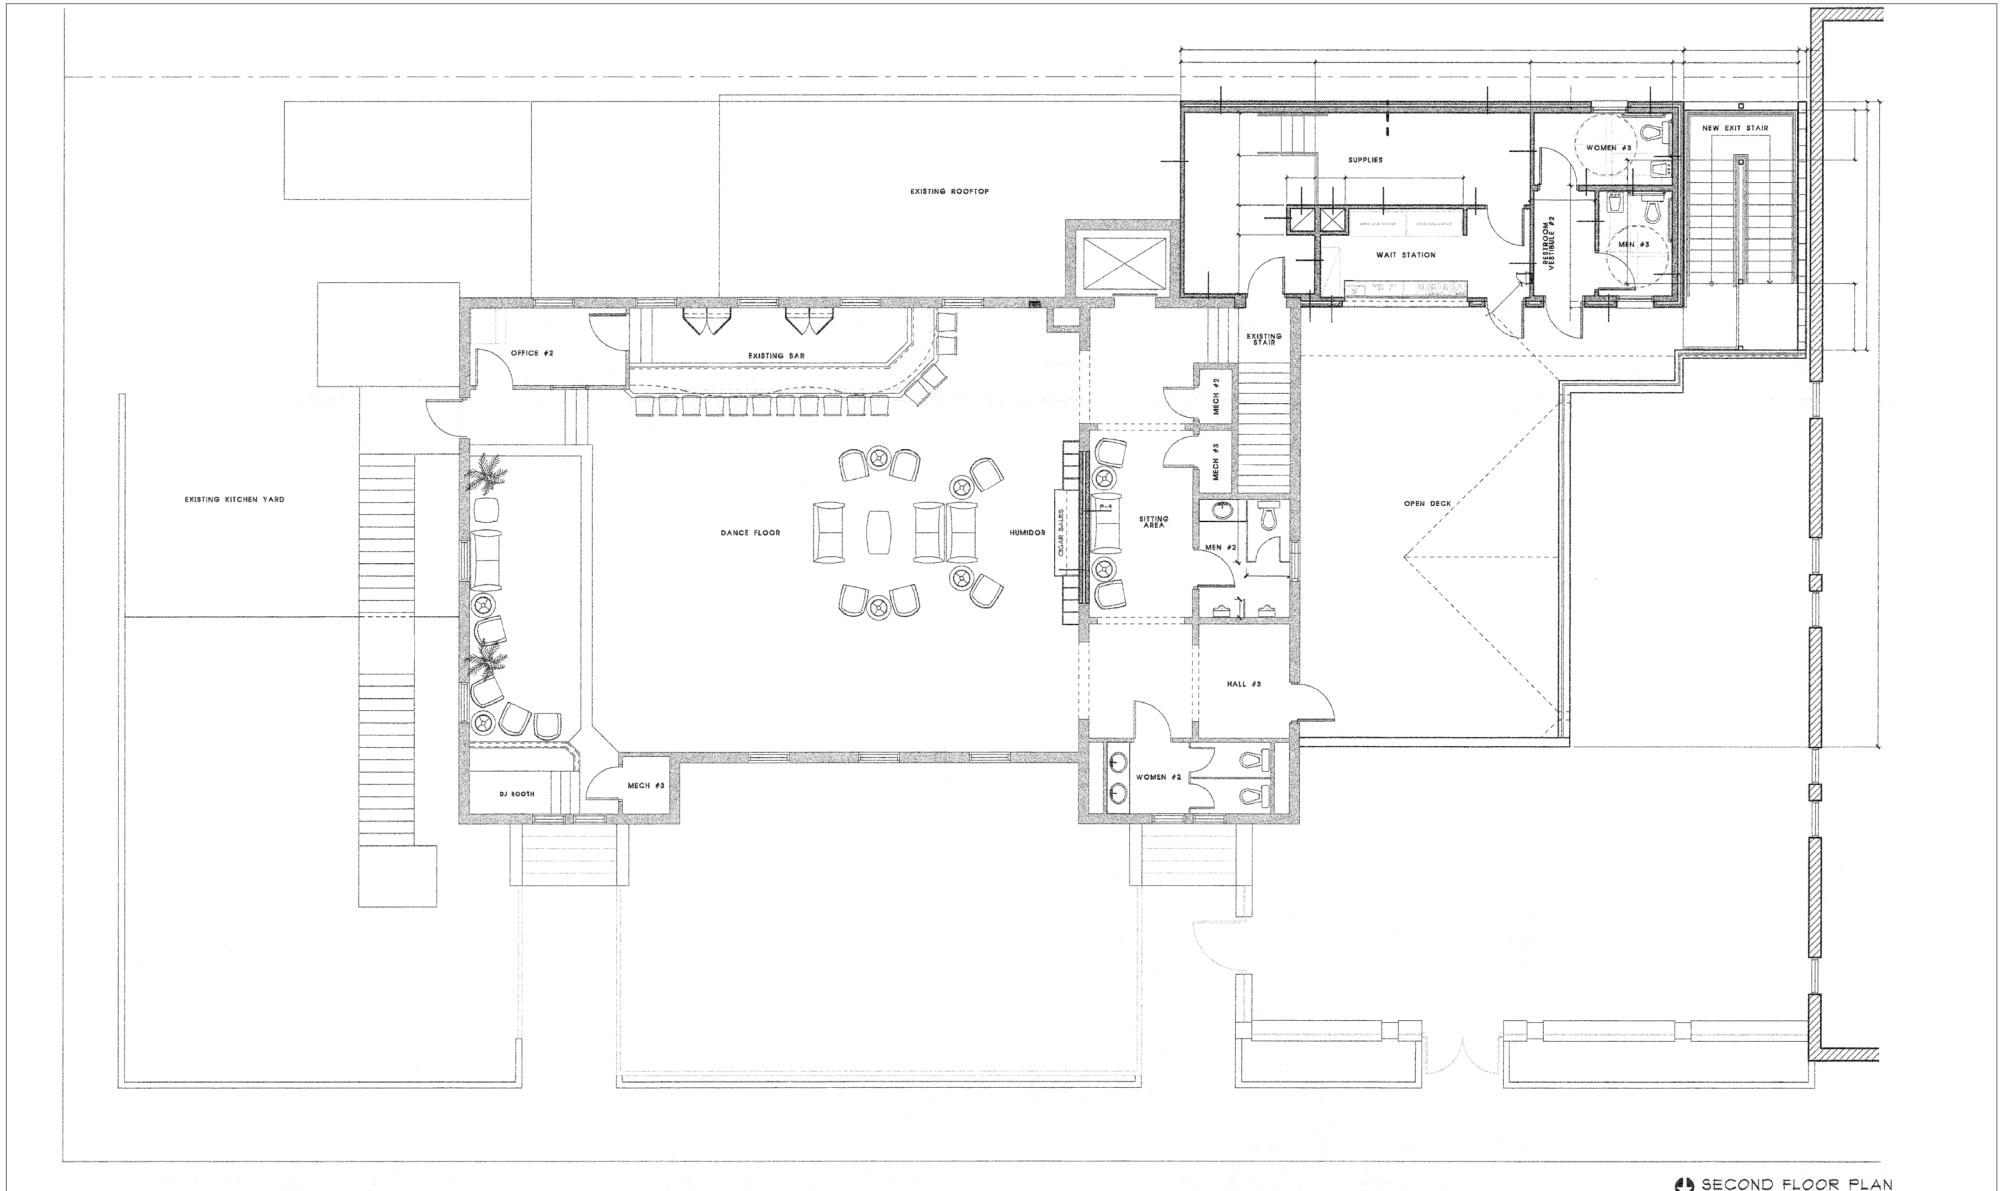 NEW EXIT STAIR
WOMEN #3
SUPPLIES
EXISTING ROOFTOP
RESTROOM
VESTIBULE #2
MEN #3
WAIT STATION
EXISTING
STAIR
OFFICE #2
EXISTING BAR
MECH #2
MECH #3
EXISTING KITCHEN YARD
OPEN DECK
DANCE FLOOR
HUMIDOR
CIGAR SALES
SITTING
AREA
MEN #2
HALL #3
WOMEN #2
MECH #3
DJ BOOTH
SECOND FLOOR PLAN